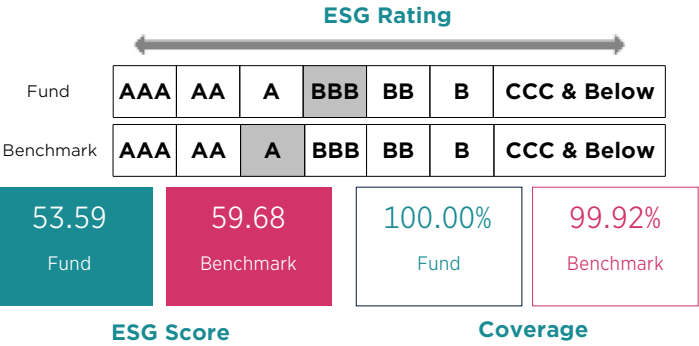 ESG Rating
Fund AAA AA A BBB BB B CCC & Below
Benchmark AAA AA A BBB BB B CCC & Below
53.59 59.68 100.00% 99.92%
Fund Benchmark Fund Benchmark
ESG Score Coverage